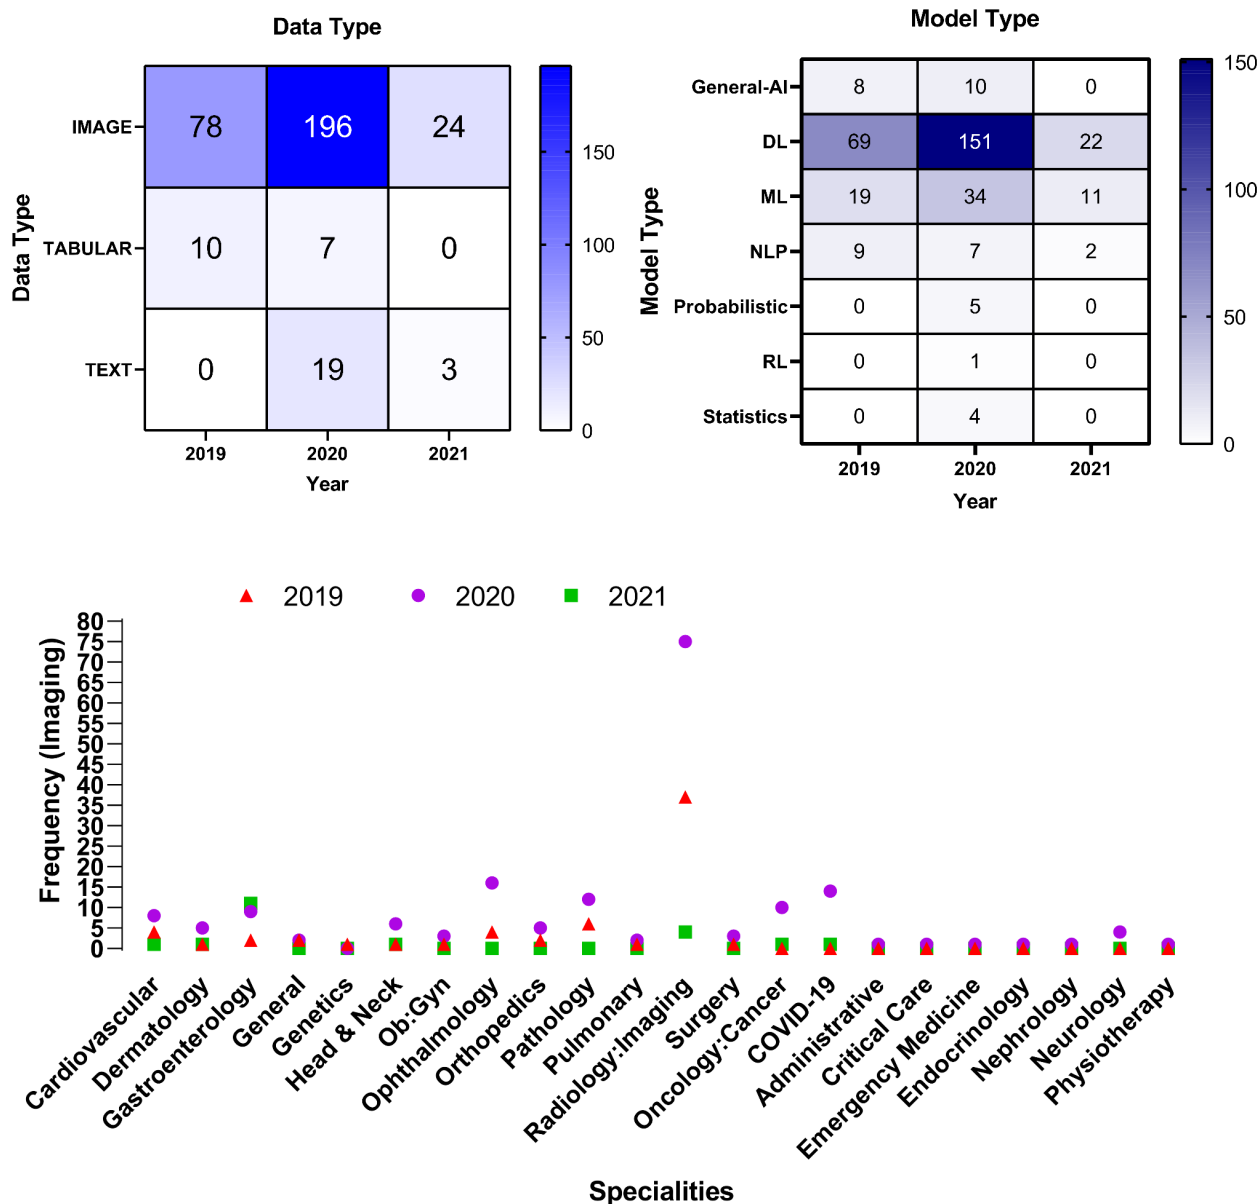 Data Type
Data Type
IMAGE
78
196
24
TABULAR
10
7
0
TEXT
0
19
3
2019
2020
2021
Year
150
100
50
0
Model Type
Model Type
General-AI
8
10
0
DL
69
151
22
ML
19
34
11
NLP
9
7
2
Probabilistic
0
5
0
RL
0
1
0
Statistics
0
4
0
2019
2020
2021
Year
150
100
50
0
2019
2020
2021
Frequency (Imaging)
80
75
70
65
60
55
50
45
40
35
30
25
20
15
10
5
0
Cardiovascular
Dermatology
Gastroenterology
General
Genetics
Head & Neck
Ob:Gyn
Ophthalmology
Orthopedics
Pathology
Pulmonary
Radiology:Imaging
Surgery
Oncology:Cancer
COVID-19
Administrative
Critical Care
Emergency Medicine
Endocrinology
Nephrology
Neurology
Physiotherapy
Specialities